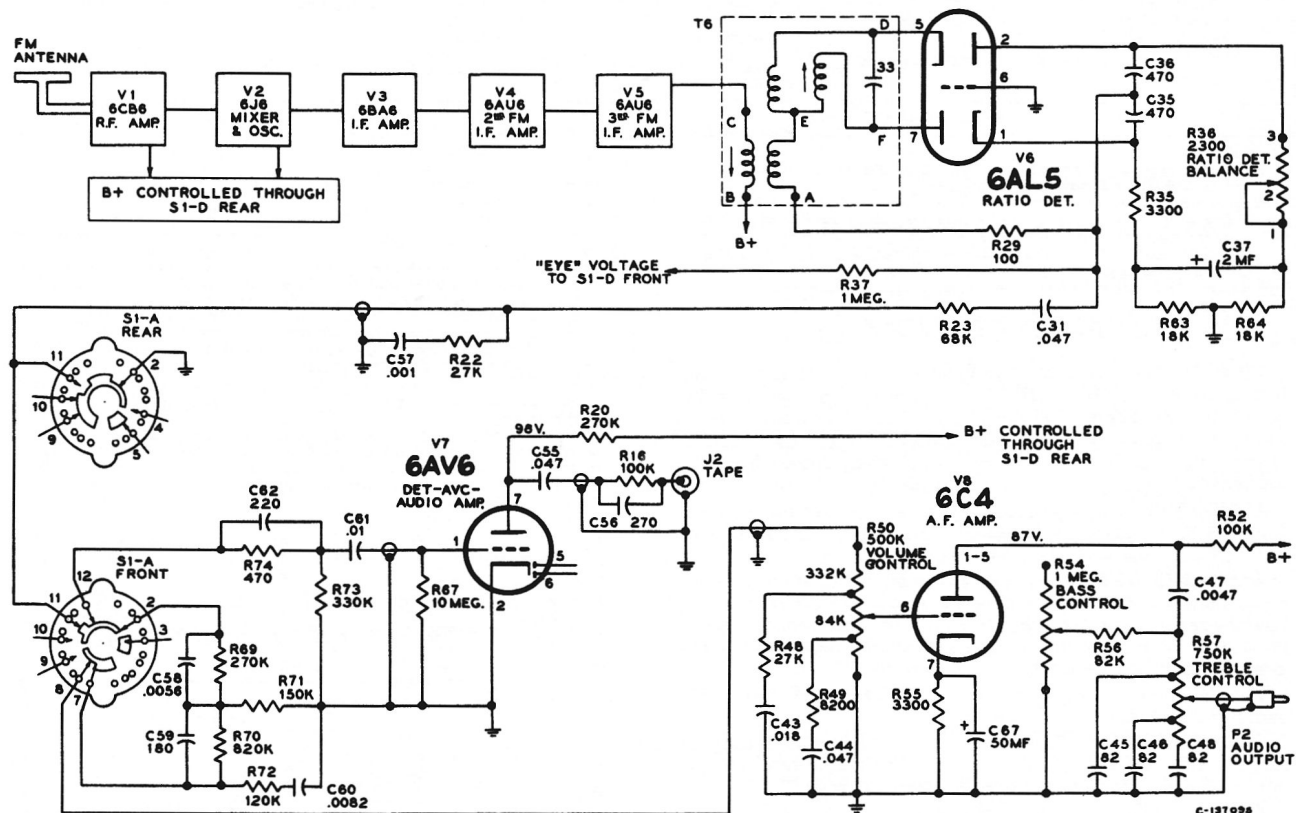 FM
ANTENNA
V1
6CB6
R.F. AMP.
V2
6J6
MIXER
& OSC.
V3
6BA6
I.F. AMP.
V4
6AU6
2ND FM
I.F. AMP.
V5
6AU6
3RD FM
I.F. AMP.
B+ CONTROLLED THROUGH
S1-D REAR
T6
D
C
E
F
B
A
33
B+
5
7
2
6
1
V6
6AL5
RATIO DET.
C36
470
C35
470
R36
2300
RATIO DET.
BALANCE
3
2
1
R35
3300
C37
2 MF
+
R63
18K
R64
18K
R29
100
"EYE" VOLTAGE
TO S1-D FRONT
R37
1 MEG.
R23
68K
C31
.047
C57
.001
R22
27K
S1-A
REAR
11
2
10
9
4
5
R20
270K
98V.
B+ CONTROLLED
THROUGH
S1-D REAR
V7
6AV6
DET-AVC-
AUDIO AMP.
7
C55
.047
R16
100K
J2
TAPE
C56
270
1
5
6
2
C62
220
R74
470
C61
.01
R73
330K
R67
10 MEG.
S1-A
FRONT
12
11
2
10
3
9
8
7
R69
270K
C58
.0056
R71
150K
C59
180
R70
820K
R72
120K
C60
.0082
R50
500K
VOLUME
CONTROL
332K
84K
V8
6C4
A.F. AMP.
1-5
6
7
87V.
R48
27K
R49
8200
C43
.018
C44
.047
R55
3300
+
C67
50MF
R54
1 MEG.
BASS
CONTROL
R52
100K
B+
C47
.0047
R56
82K
R57
750K
TREBLE
CONTROL
C45
82
C46
82
C48
82
P2
AUDIO
OUTPUT